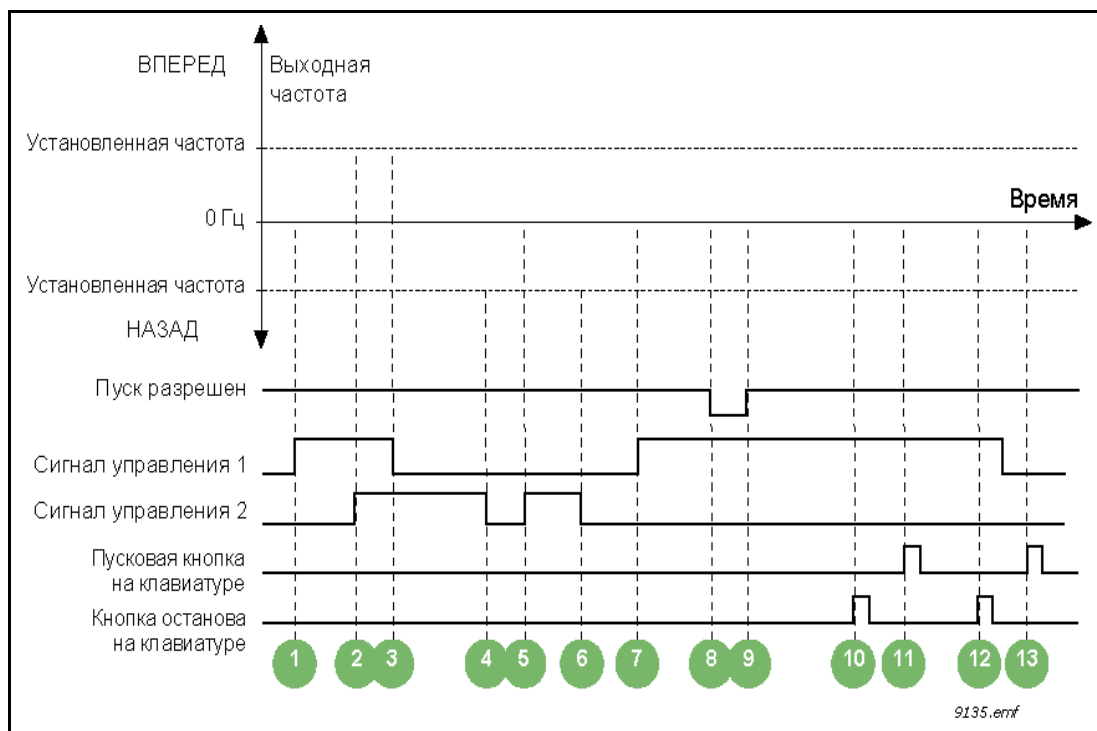 ВПЕРЕД
Выходная
частота
Установленная частота
0 Гц
Время
Установленная частота
НАЗАД
Пуск разрешен
Сигнал управления 1
Сигнал управления 2
Пусковая кнопка
на клавиатуре
Кнопка останова
на клавиатуре
1 2 3 4 5 6 7 8 9 10 11 12 13
9135.emf